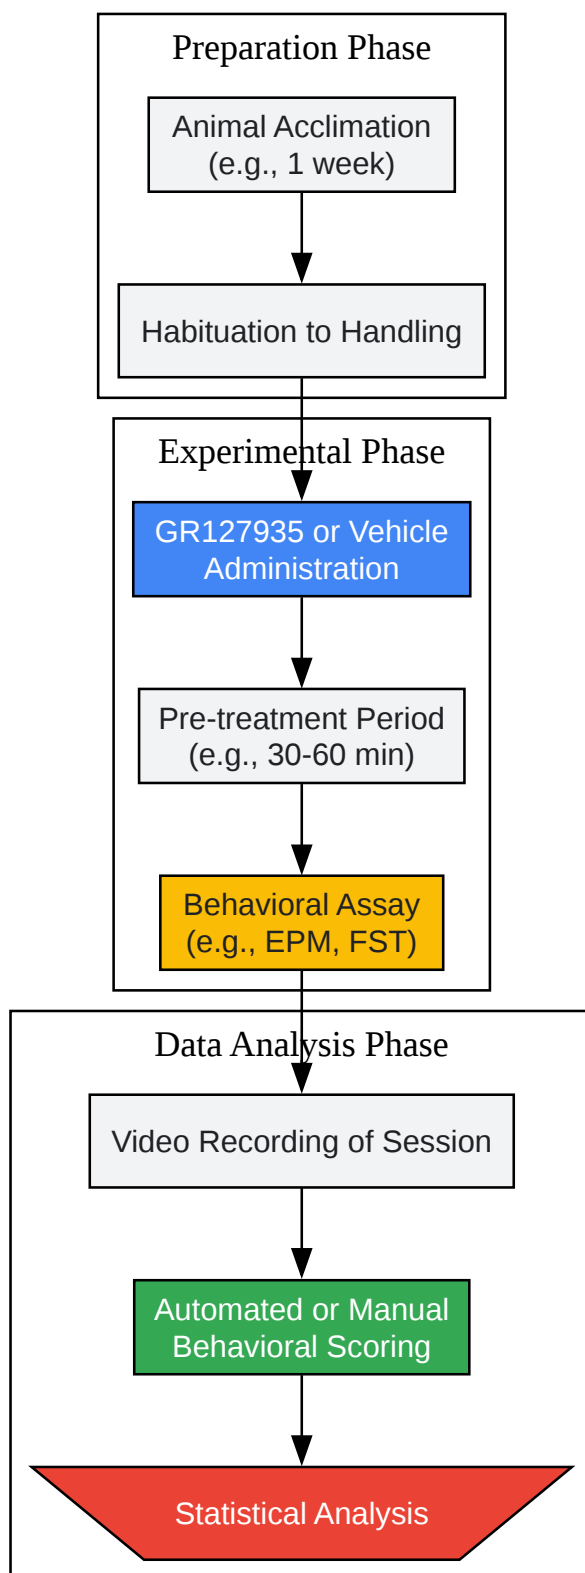 Preparation Phase
Animal Acclimation
(e.g., 1 week)
Habituation to Handling
Experimental Phase
GR127935 or Vehicle
Administration
Pre-treatment Period
(e.g., 30-60 min)
Behavioral Assay
(e.g., EPM, FST)
Data Analysis Phase
Video Recording of Session
Automated or Manual
Behavioral Scoring
Statistical Analysis